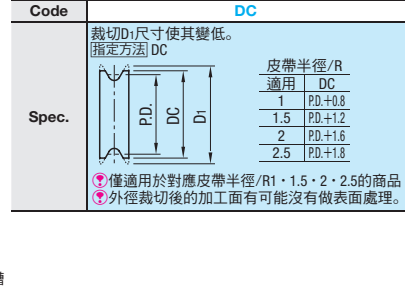 Code DC
Spec.
裁切D1尺寸使其變低。
指定方法 DC
P.D. DC D1
皮帶半徑/R
適用 DC
1 P.D.+0.8
1.5 P.D.+1.2
2 P.D.+1.6
2.5 P.D.+1.8
僅適用於對應皮帶半徑/R1・1.5・2・2.5的商品
外徑裁切後的加工面有可能沒有做表面處理。